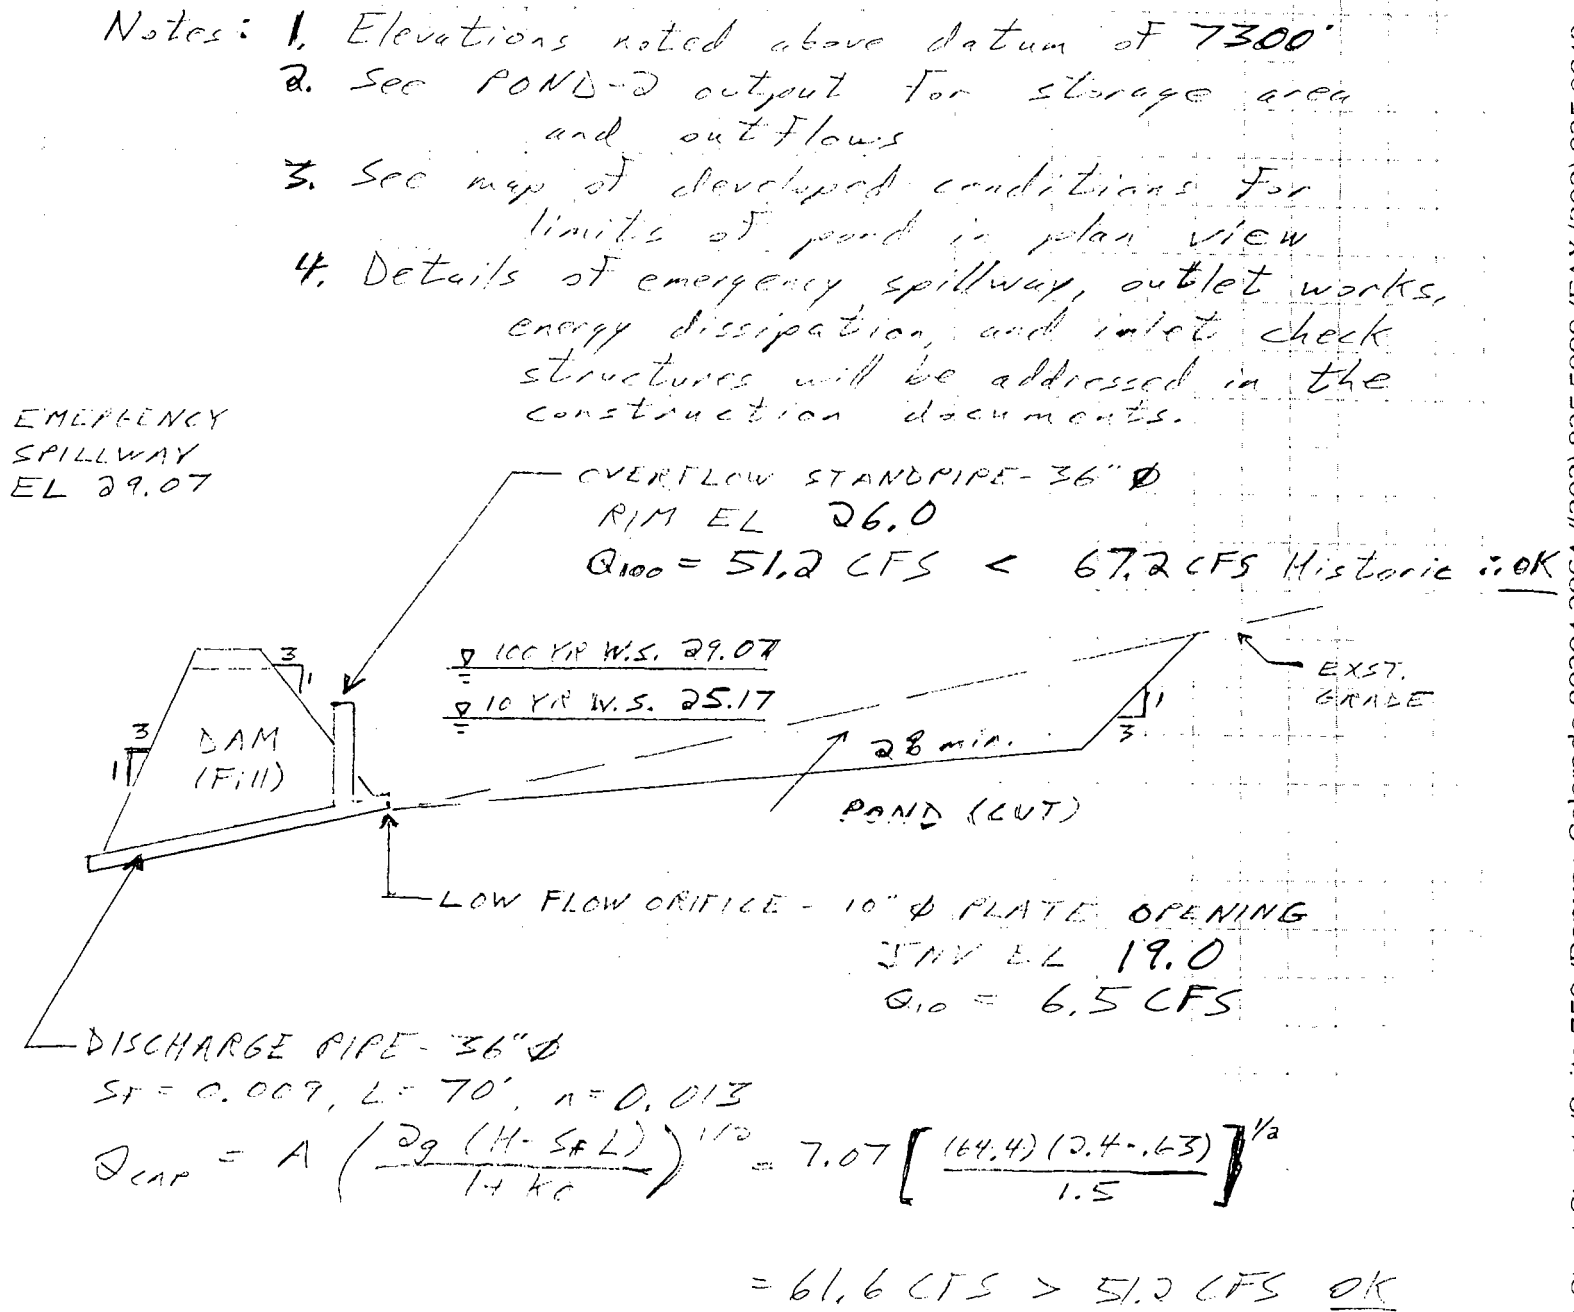 Notes: 1. Elevations noted above datum of 7300'
2. See POND-2 output for storage area
and outflows
3. See map of developed conditions for
limits of pond in plan view
4. Details of emergency spillway, outlet works,
energy dissipation, and inlet check
structures will be addressed in the
construction documents.
EMERGENCY
SPILLWAY
EL 29.07
OVERFLOW STANDPIPE - 36" Ø
RIM EL 26.0
Q100 = 51.2 CFS < 67.2 CFS Historic ∴ OK
100 YR W.S. 29.07
10 YR W.S. 25.17
3
1
3
1
DAM
(Fill)
2% min.
1
3
EXST.
GRADE
POND (CUT)
LOW FLOW ORIFICE - 10" Ø PLATE OPENING
INV EL 19.0
Q10 = 6.5 CFS
DISCHARGE PIPE - 36" Ø
Sf = 0.009, L = 70', n = 0.013
Qcap = A (2g (H - Sf L) / 1 + Ke)^1/2 = 7.07 [(64.4)(2.4 - .63) / 1.5]^1/2
= 61.6 CFS > 51.2 CFS OK